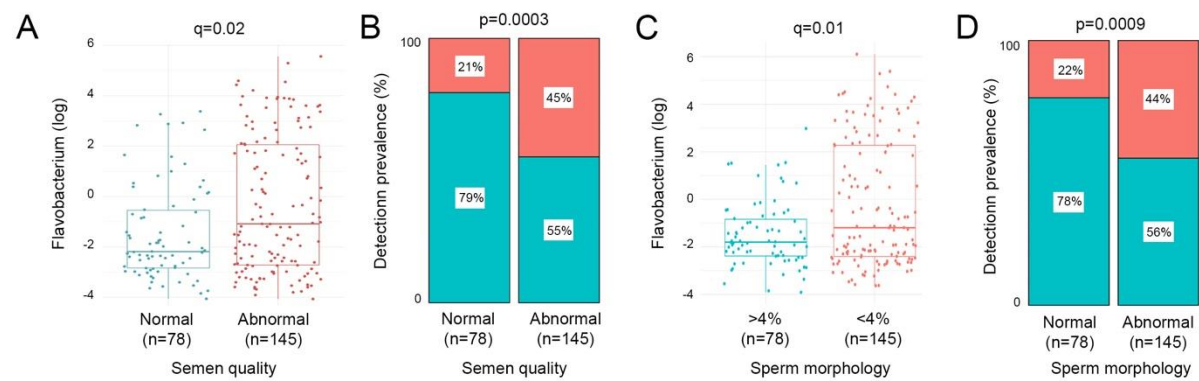 A
q=0.02
Flavobacterium (log)
6
4
2
0
-2
-4
Normal
(n=78)
Abnormal
(n=145)
Semen quality
B
p=0.0003
Detectionn prevalence (%)
100
0
21%
45%
79%
55%
Normal
(n=78)
Abnormal
(n=145)
Semen quality
C
q=0.01
Flavobacterium (log)
6
4
2
0
-2
-4
>4%
(n=78)
<4%
(n=145)
Sperm morphology
D
p=0.0009
Detectionn prevalence (%)
100
0
22%
44%
78%
56%
Normal
(n=78)
Abnormal
(n=145)
Sperm morphology